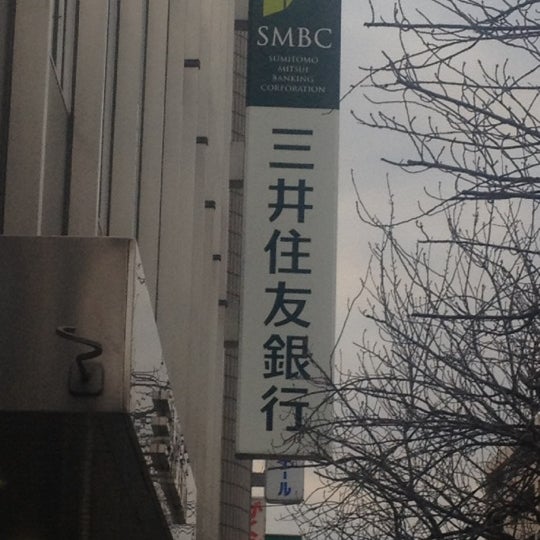 SMBC
SUMITOMO
MITSUI
BANKING
CORPORATION
三井住友銀行
ール